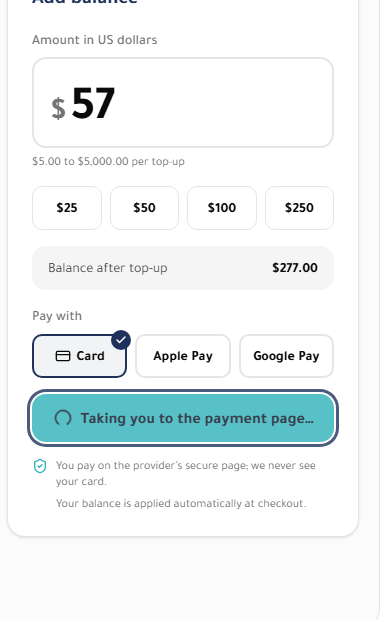 Add balance
Amount in US dollars
$ 57
$5.00 to $5,000.00 per top-up
$25 $50 $100 $250
Balance after top-up $277.00
Pay with
Card Apple Pay Google Pay
Taking you to the payment page…
You pay on the provider's secure page; we never see
your card.
Your balance is applied automatically at checkout.